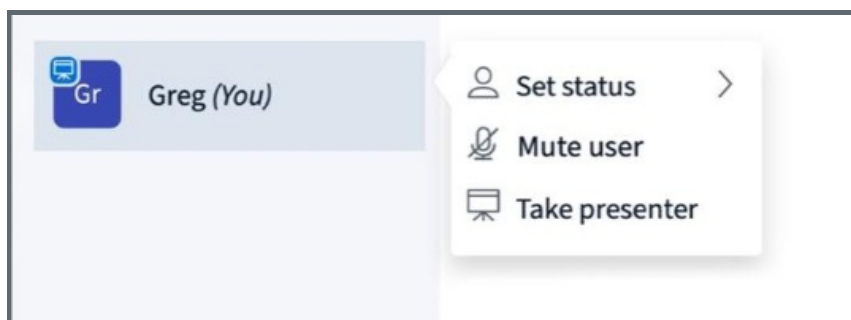 Gr
Greg (You)
Set status
Mute user
Take presenter